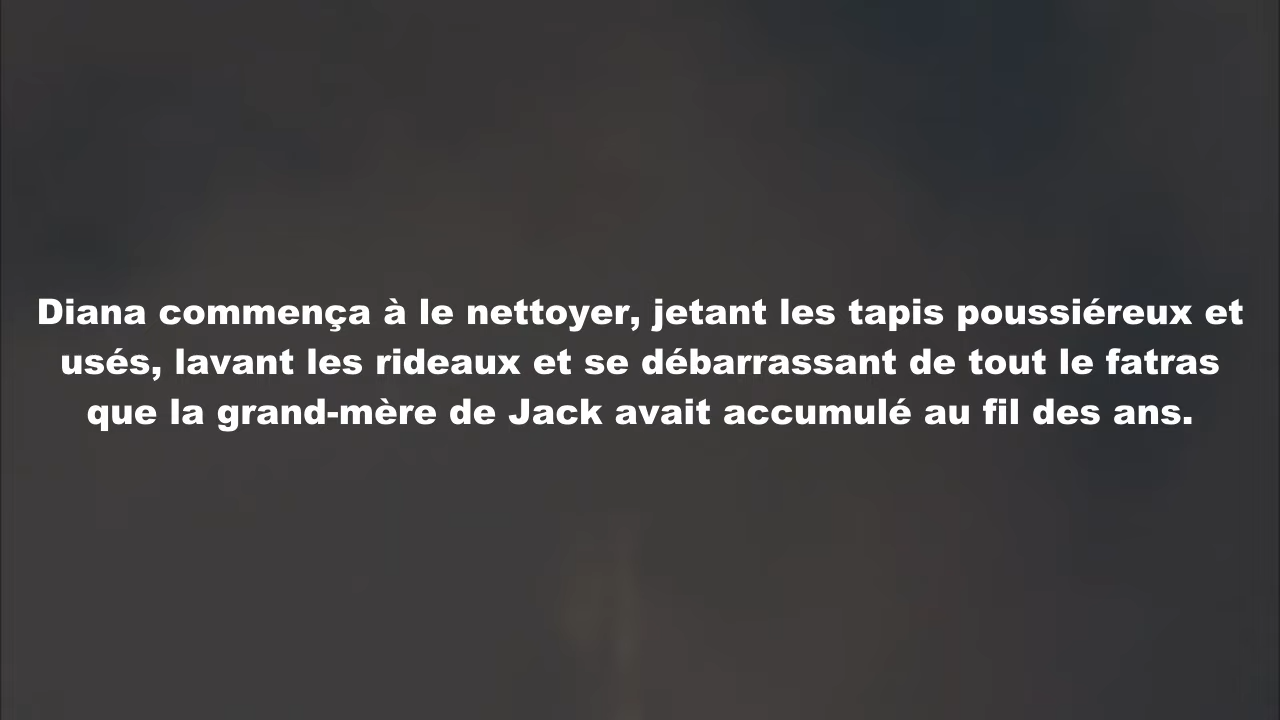 Diana commença à le nettoyer, jetant les tapis poussiéreux et
usés, lavant les rideaux et se débarrassant de tout le fatras
que la grand-mère de Jack avait accumulé au fil des ans.